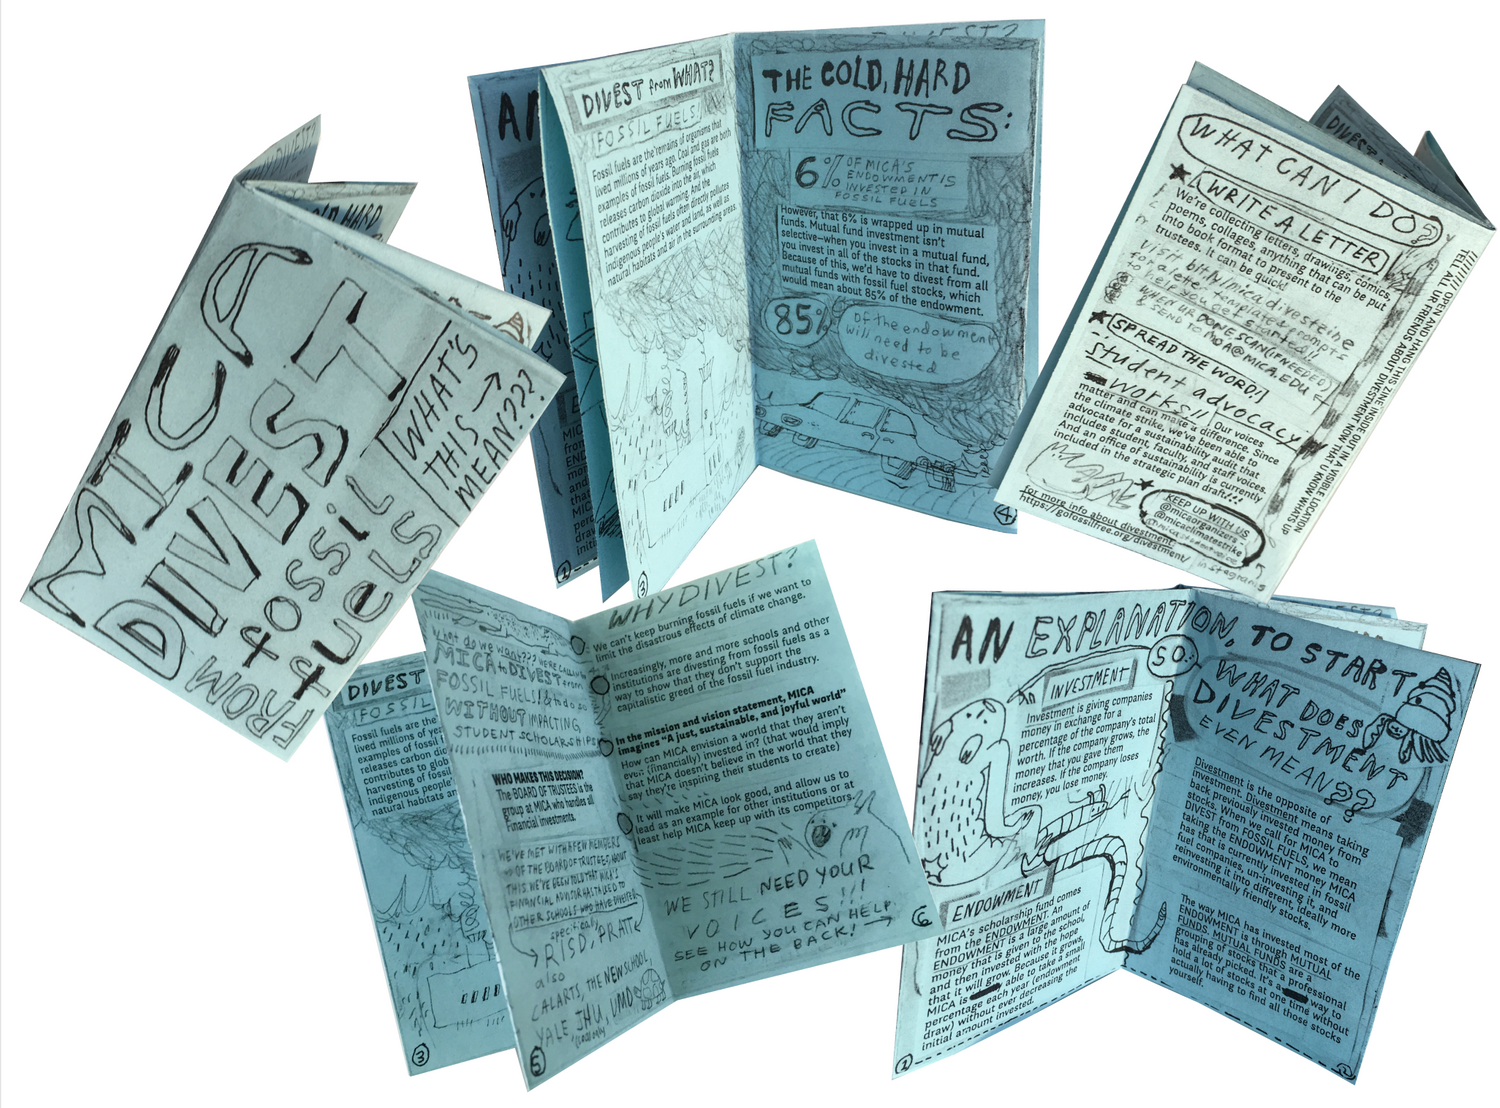 MICA
DIVEST
FROM
fossil
fuels
WHAT'S
THIS →
MEAN???
DIVEST from WHAT?
FOSSIL FUELS!
Fossil fuels are the remains of organisms that
lived millions of years ago. Coal and gas are both
examples of fossil fuels. Burning fossil fuels
releases carbon dioxide into the air, which
contributes to global warming. And the
harvesting of fossil fuels often directly pollutes
indigenous people's water and land, as well as
natural habitats and air in the surrounding areas.
3
THE COLD, HARD
FACTS:
6% OF MICA'S
ENDOWMENT IS
INVESTED IN
FOSSIL FUELS
However, that 6% is wrapped up in mutual
funds. Mutual fund investment isn't
selective—when you invest in a mutual fund,
you invest in all of the stocks in that fund.
Because of this, we'd have to divest from all
mutual funds with fossil fuel stocks, which
would mean about 85% of the endowment.
85% of the endowment
will need to be
divested
4
WHAT CAN I DO?
WRITE A LETTER
We're collecting letters, drawings, comics,
poems, collages, anything that can be put
into book format to present to the
trustees. It can be quick!
visit bit.ly/micadivestzine
for a letter template & prompts
to help you get started!!
WHEN UR DONE SCAN (IF NEEDED)
& SEND TO MOA@MICA.EDU
SPREAD THE WORD!
student advocacy
works!! Our voices
matter and can make a difference. Since
the climate strike, we've been able to
advocate for a sustainability audit that
includes student, faculty, and staff voices.
And an office of sustainability is currently
included in the strategic plan draft!!!
KEEP UP WITH US
@micaorganizers
@micaclimatestrike
on instagram
for more info about divestment:
https://gofossilfree.org/divestment/
OPEN AND HANG THIS ZINE INSIDE OUT IN A VISIBLE LOCATION
TELL ALL UR FRIENDS ABOUT DIVESTMENT NOW THAT U KNOW WHATS UP
DIVEST
FOSSIL
Fossil fuels are the
lived millions of yea
examples of fossil f
releases carbon diox
contributes to glob
harvesting of fossil
indigenous people's
natural habitats and
3
What do we want??? WE'RE CALLING for
MICA to DIVEST from
FOSSIL FUELS! & to do so
WITHOUT IMPACTING
STUDENT SCHOLARSHIPS
WHO MAKES THIS DECISION?
The BOARD OF TRUSTEES is the
group at MICA who handles all
Financial investments.
WE'VE MET WITH A FEW MEMBERS
OF THE BOARD OF TRUSTEES ABOUT
THIS. WE'VE BEEN TOLD THAT MICA'S
FINANCIAL ADVISOR HAS TALKED TO
OTHER SCHOOLS WHO HAVE DIVESTED.
specifically
→ RISD, PRATT
also
CALARTS, THE NEW SCHOOL,
YALE, JHU, UMD
(coal only)
5
WHY DIVEST?
We can't keep burning fossil fuels if we want to
limit the disastrous effects of climate change.
Increasingly, more and more schools and other
institutions are divesting from fossil fuels as a
way to show that they don't support the
capitalistic greed of the fossil fuel industry.
In the mission and vision statement, MICA
imagines "A just, sustainable, and joyful world"
How can MICA envision a world that they aren't
even (financially) invested in? (that would imply
that MICA doesn't believe in the world that they
say they're inspiring their students to create)
It will make MICA look good, and allow us to
lead as an example for other institutions or at
least help MICA keep up with its competitors.
WE STILL NEED YOUR
VOICES!!!
SEE HOW YOU CAN HELP
ON THE BACK! →
6
AN EXPLANATION, TO START
SO:
INVESTMENT
Investment is giving companies
money in exchange for a
percentage of the company's total
worth. If the company grows, the
money that you gave them
increases. If the company loses
money, you lose money.
ENDOWMENT
MICA's scholarship fund comes
from the ENDOWMENT. An
ENDOWMENT is a large amount of
money that is given to the school,
and then invested with the hope
that it will grow. Because it grows,
MICA is able to take a small
percentage each year (endowment
draw) without ever decreasing the
initial amount invested.
1
WHAT DOES
DIVESTMENT
EVEN MEAN??
Divestment is the opposite of
investment. Divestment means taking
back previously invested money from
stocks. When we call for MICA to
DIVEST from FOSSIL FUELS, we mean
taking the ENDOWMENT money MICA
has that is currently invested in fossil
fuel companies, un-investing it, and
reinvesting it into different, ideally more
environmentally friendly stocks.
The way MICA has invested most of the
ENDOWMENT is through MUTUAL
FUNDS. MUTUAL FUNDS are a
grouping of stocks that a professional
has already picked. It's a way to
hold a lot of stocks at one time without
actually having to find all those stocks
yourself.
2